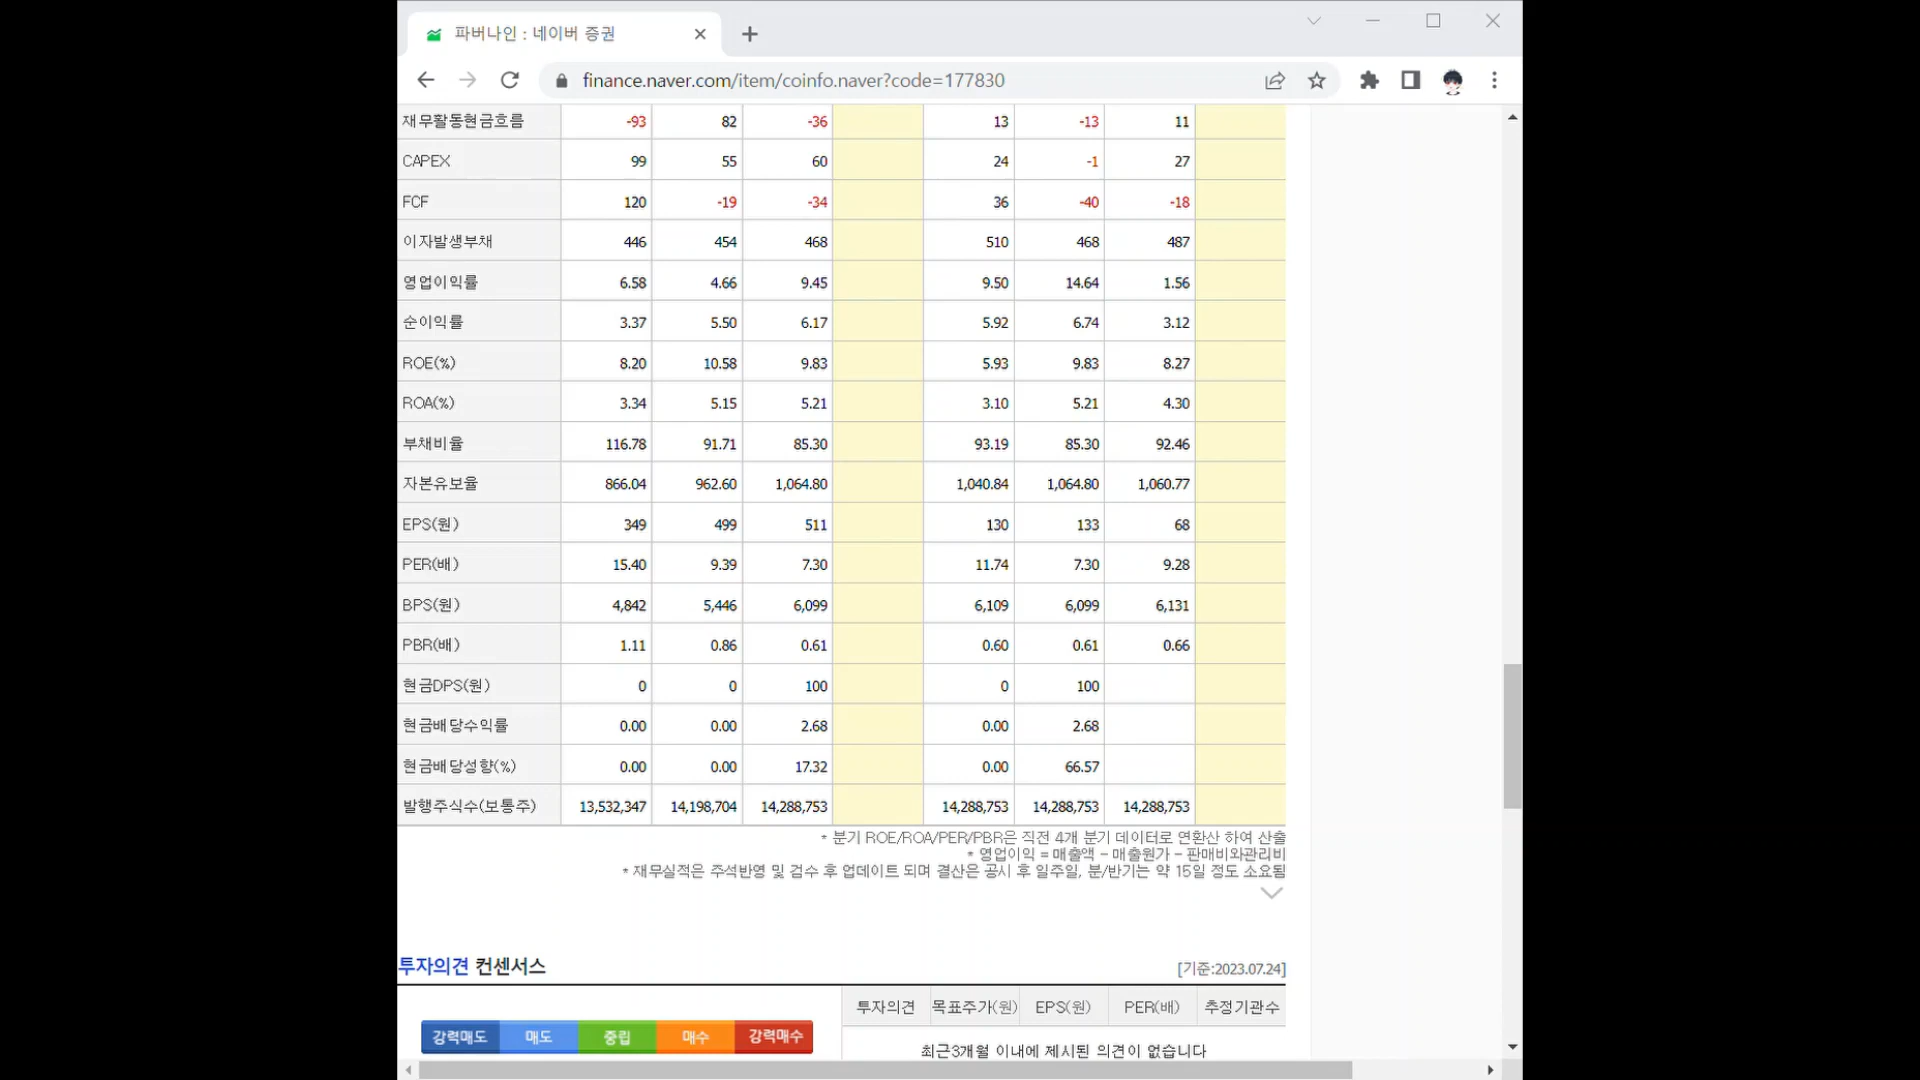 파버나인 : 네이버 증권
finance.naver.com/item/coinfo.naver?code=177830
재무활동현금흐름 -93 82 -36 13 -13 11
CAPEX 99 55 60 24 -1 27
FCF 120 -19 -34 36 -40 -18
이자발생부채 446 454 468 510 468 487
영업이익률 6.58 4.66 9.45 9.50 14.64 1.56
순이익률 3.37 5.50 6.17 5.92 6.74 3.12
ROE(%) 8.20 10.58 9.83 5.93 9.83 8.27
ROA(%) 3.34 5.15 5.21 3.10 5.21 4.30
부채비율 116.78 91.71 85.30 93.19 85.30 92.46
자본유보율 866.04 962.60 1,064.80 1,040.84 1,064.80 1,060.77
EPS(원) 349 499 511 130 133 68
PER(배) 15.40 9.39 7.30 11.74 7.30 9.28
BPS(원) 4,842 5,446 6,099 6,109 6,099 6,131
PBR(배) 1.11 0.86 0.61 0.60 0.61 0.66
현금DPS(원) 0 0 100 0 100
현금배당수익률 0.00 0.00 2.68 0.00 2.68
현금배당성향(%) 0.00 0.00 17.32 0.00 66.57
발행주식수(보통주) 13,532,347 14,198,704 14,288,753 14,288,753 14,288,753 14,288,753
* 분기 ROE/ROA/PER/PBR은 직전 4개 분기 데이터로 연환산 하여 산출
* 영업이익 = 매출액 - 매출원가 - 판매비와관리비
* 재무실적은 주석반영 및 검수 후 업데이트 되며 결산은 공시 후 일주일, 분/반기는 약 15일 정도 소요됨
투자의견 컨센서스 [기준:2023.07.24]
투자의견 목표주가(원) EPS(원) PER(배) 추정기관수
강력매도 매도 중립 매수 강력매수
최근3개월 이내에 제시된 의견이 없습니다